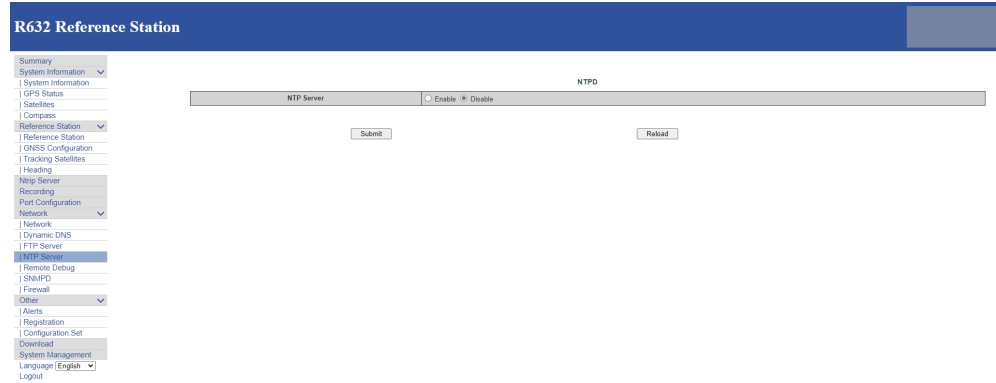 R632 Reference Station
Summary
System Information
| System Information
| GPS Status
| Satellites
| Compass
Reference Station
| Reference Station
| GNSS Configuration
| Tracking Satellites
| Heading
Ntrip Server
Recording
Port Configuration
Network
| Network
| Dynamic DNS
| FTP Server
| NTP Server
| Remote Debug
| SNMPD
| Firewall
Other
| Alerts
| Registration
| Configuration Set
Download
System Management
Language English
Logout
NTPD
NTP Server Enable Disable
Submit Reload